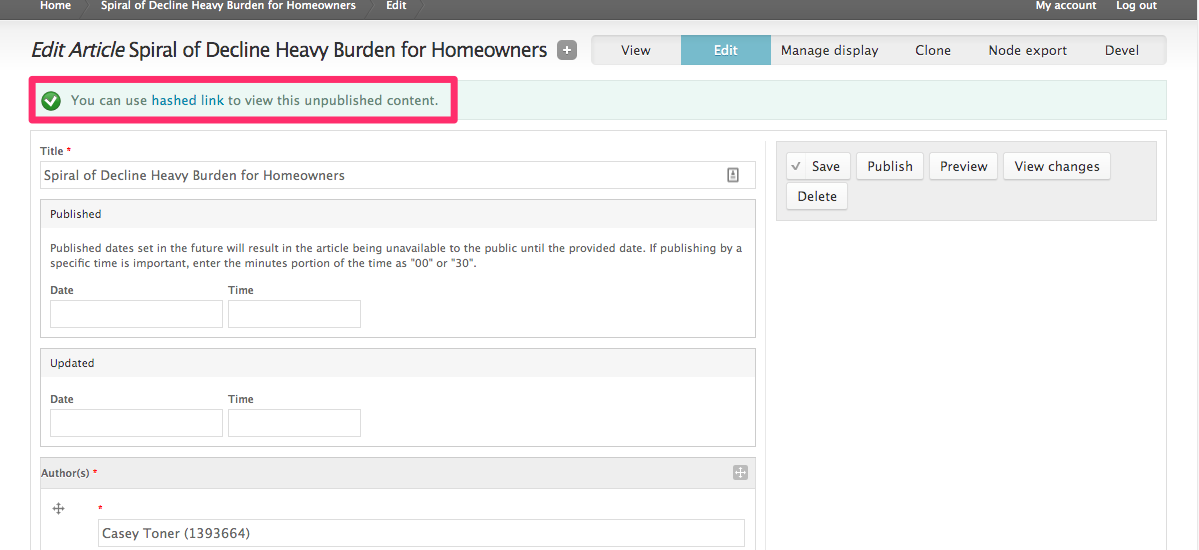 Home Spiral of Decline Heavy Burden for Homeowners Edit My account Log out
Edit Article Spiral of Decline Heavy Burden for Homeowners + View Edit Manage display Clone Node export Devel
You can use hashed link to view this unpublished content.
Title *
Spiral of Decline Heavy Burden for Homeowners
Save Publish Preview View changes
Delete
Published
Published dates set in the future will result in the article being unavailable to the public until the provided date. If publishing by a
specific time is important, enter the minutes portion of the time as "00" or "30".
Date Time
Updated
Date Time
Author(s) *
*
Casey Toner (1393664)